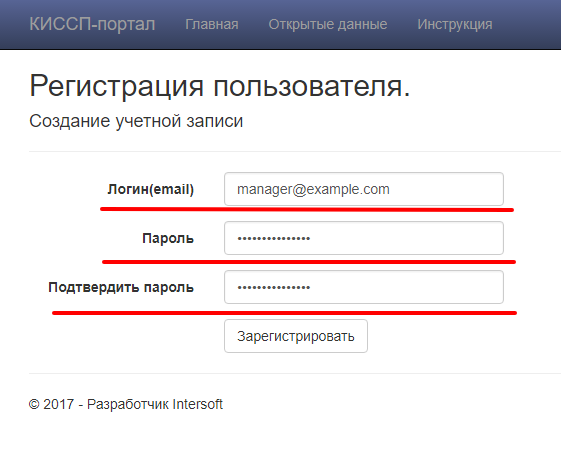 КИССП-портал Главная Открытые данные Инструкция
Регистрация пользователя.
Создание учетной записи
Логин(email) manager@example.com
Пароль •••••••••••••••
Подтвердить пароль •••••••••••••••
Зарегистрировать
© 2017 - Разработчик Intersoft